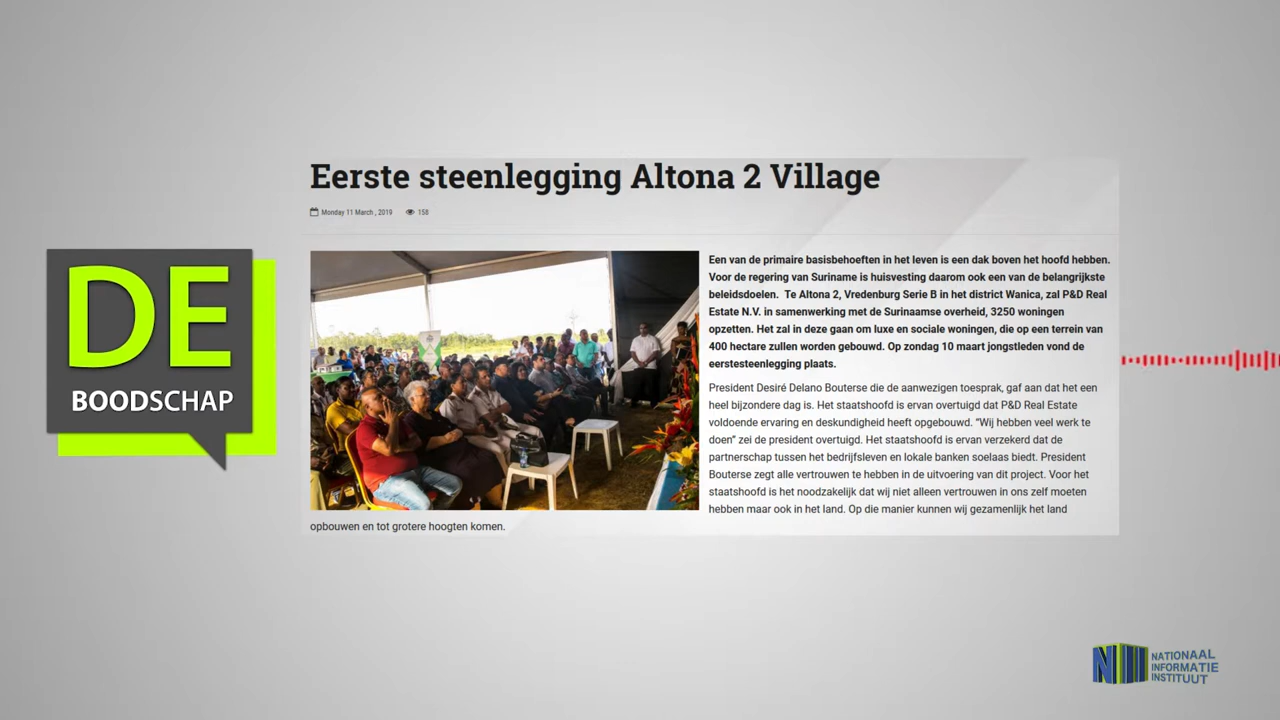 Eerste steenlegging Altona 2 Village
Monday 11 March , 2019 158
DE
BOODSCHAP
Een van de primaire basisbehoeften in het leven is een dak boven het hoofd hebben.
Voor de regering van Suriname is huisvesting daarom ook een van de belangrijkste
beleidsdoelen. Te Altona 2, Vredenburg Serie B in het district Wanica, zal P&D Real
Estate N.V. in samenwerking met de Surinaamse overheid, 3250 woningen
opzetten. Het zal in deze gaan om luxe en sociale woningen, die op een terrein van
400 hectare zullen worden gebouwd. Op zondag 10 maart jongstleden vond de
eerstesteenlegging plaats.
President Desiré Delano Bouterse die de aanwezigen toesprak, gaf aan dat het een
heel bijzondere dag is. Het staatshoofd is ervan overtuigd dat P&D Real Estate
voldoende ervaring en deskundigheid heeft opgebouwd. “Wij hebben veel werk te
doen” zei de president overtuigd. Het staatshoofd is ervan verzekerd dat de
partnerschap tussen het bedrijfsleven en lokale banken soelaas biedt. President
Bouterse zegt alle vertrouwen te hebben in de uitvoering van dit project. Voor het
staatshoofd is het noodzakelijk dat wij niet alleen vertrouwen in ons zelf moeten
hebben maar ook in het land. Op die manier kunnen wij gezamenlijk het land
opbouwen en tot grotere hoogten komen.
NII NATIONAAL
INFORMATIE
INSTITUUT